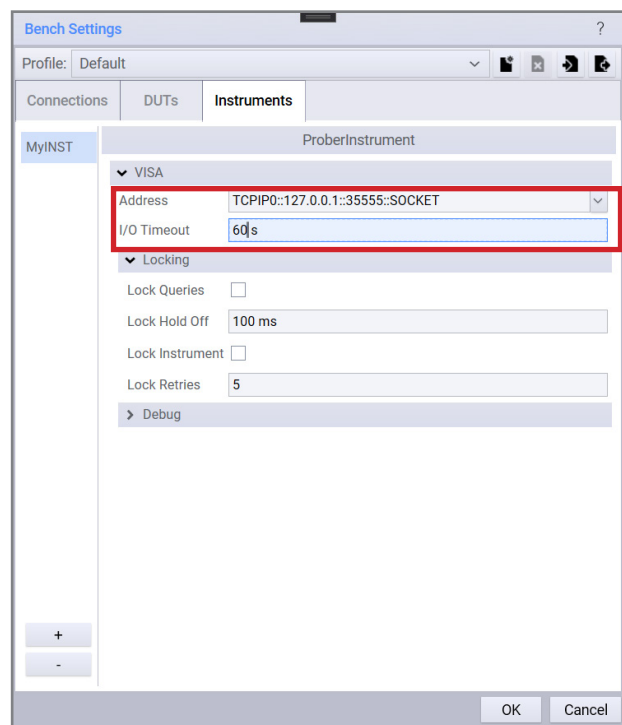 Bench Settings ?
Profile: Default
Connections DUTs Instruments
MyINST ProberInstrument
VISA
Address TCPIP0::127.0.0.1::35555::SOCKET
I/O Timeout 60 s
Locking
Lock Queries
Lock Hold Off 100 ms
Lock Instrument
Lock Retries 5
Debug
+
-
OK Cancel